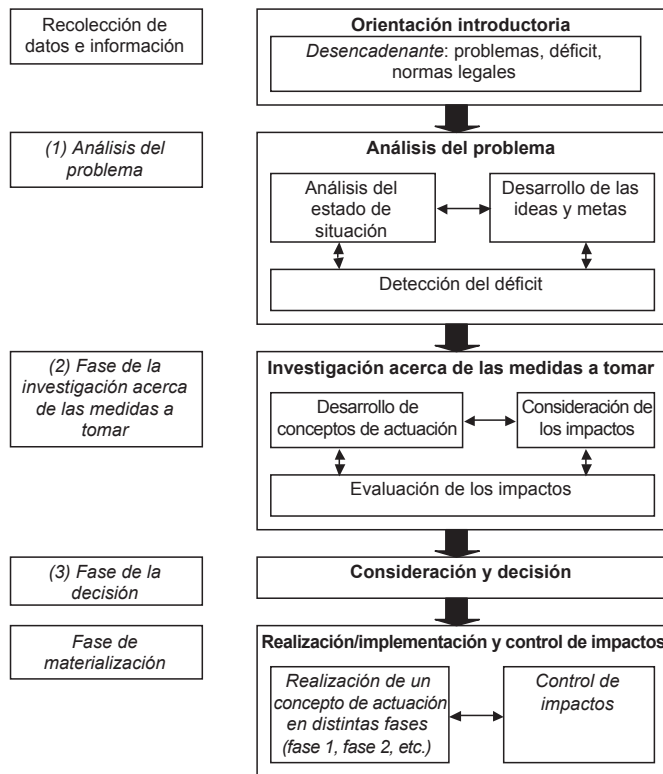 Recolección de
datos e información
Orientación introductoria
Desencadenante: problemas, déficit,
normas legales
(1) Análisis del
problema
Análisis del problema
Análisis del
estado de
situación
Desarrollo de las
ideas y metas
Detección del déficit
(2) Fase de la
investigación acerca
de las medidas a
tomar
Investigación acerca de las medidas a tomar
Desarrollo de
conceptos de actuación
Consideración de
los impactos
Evaluación de los impactos
(3) Fase de la
decisión
Consideración y decisión
Fase de
materialización
Realización/implementación y control de impactos
Realización de un
concepto de actuación
en distintas fases
(fase 1, fase 2, etc.)
Control de
impactos